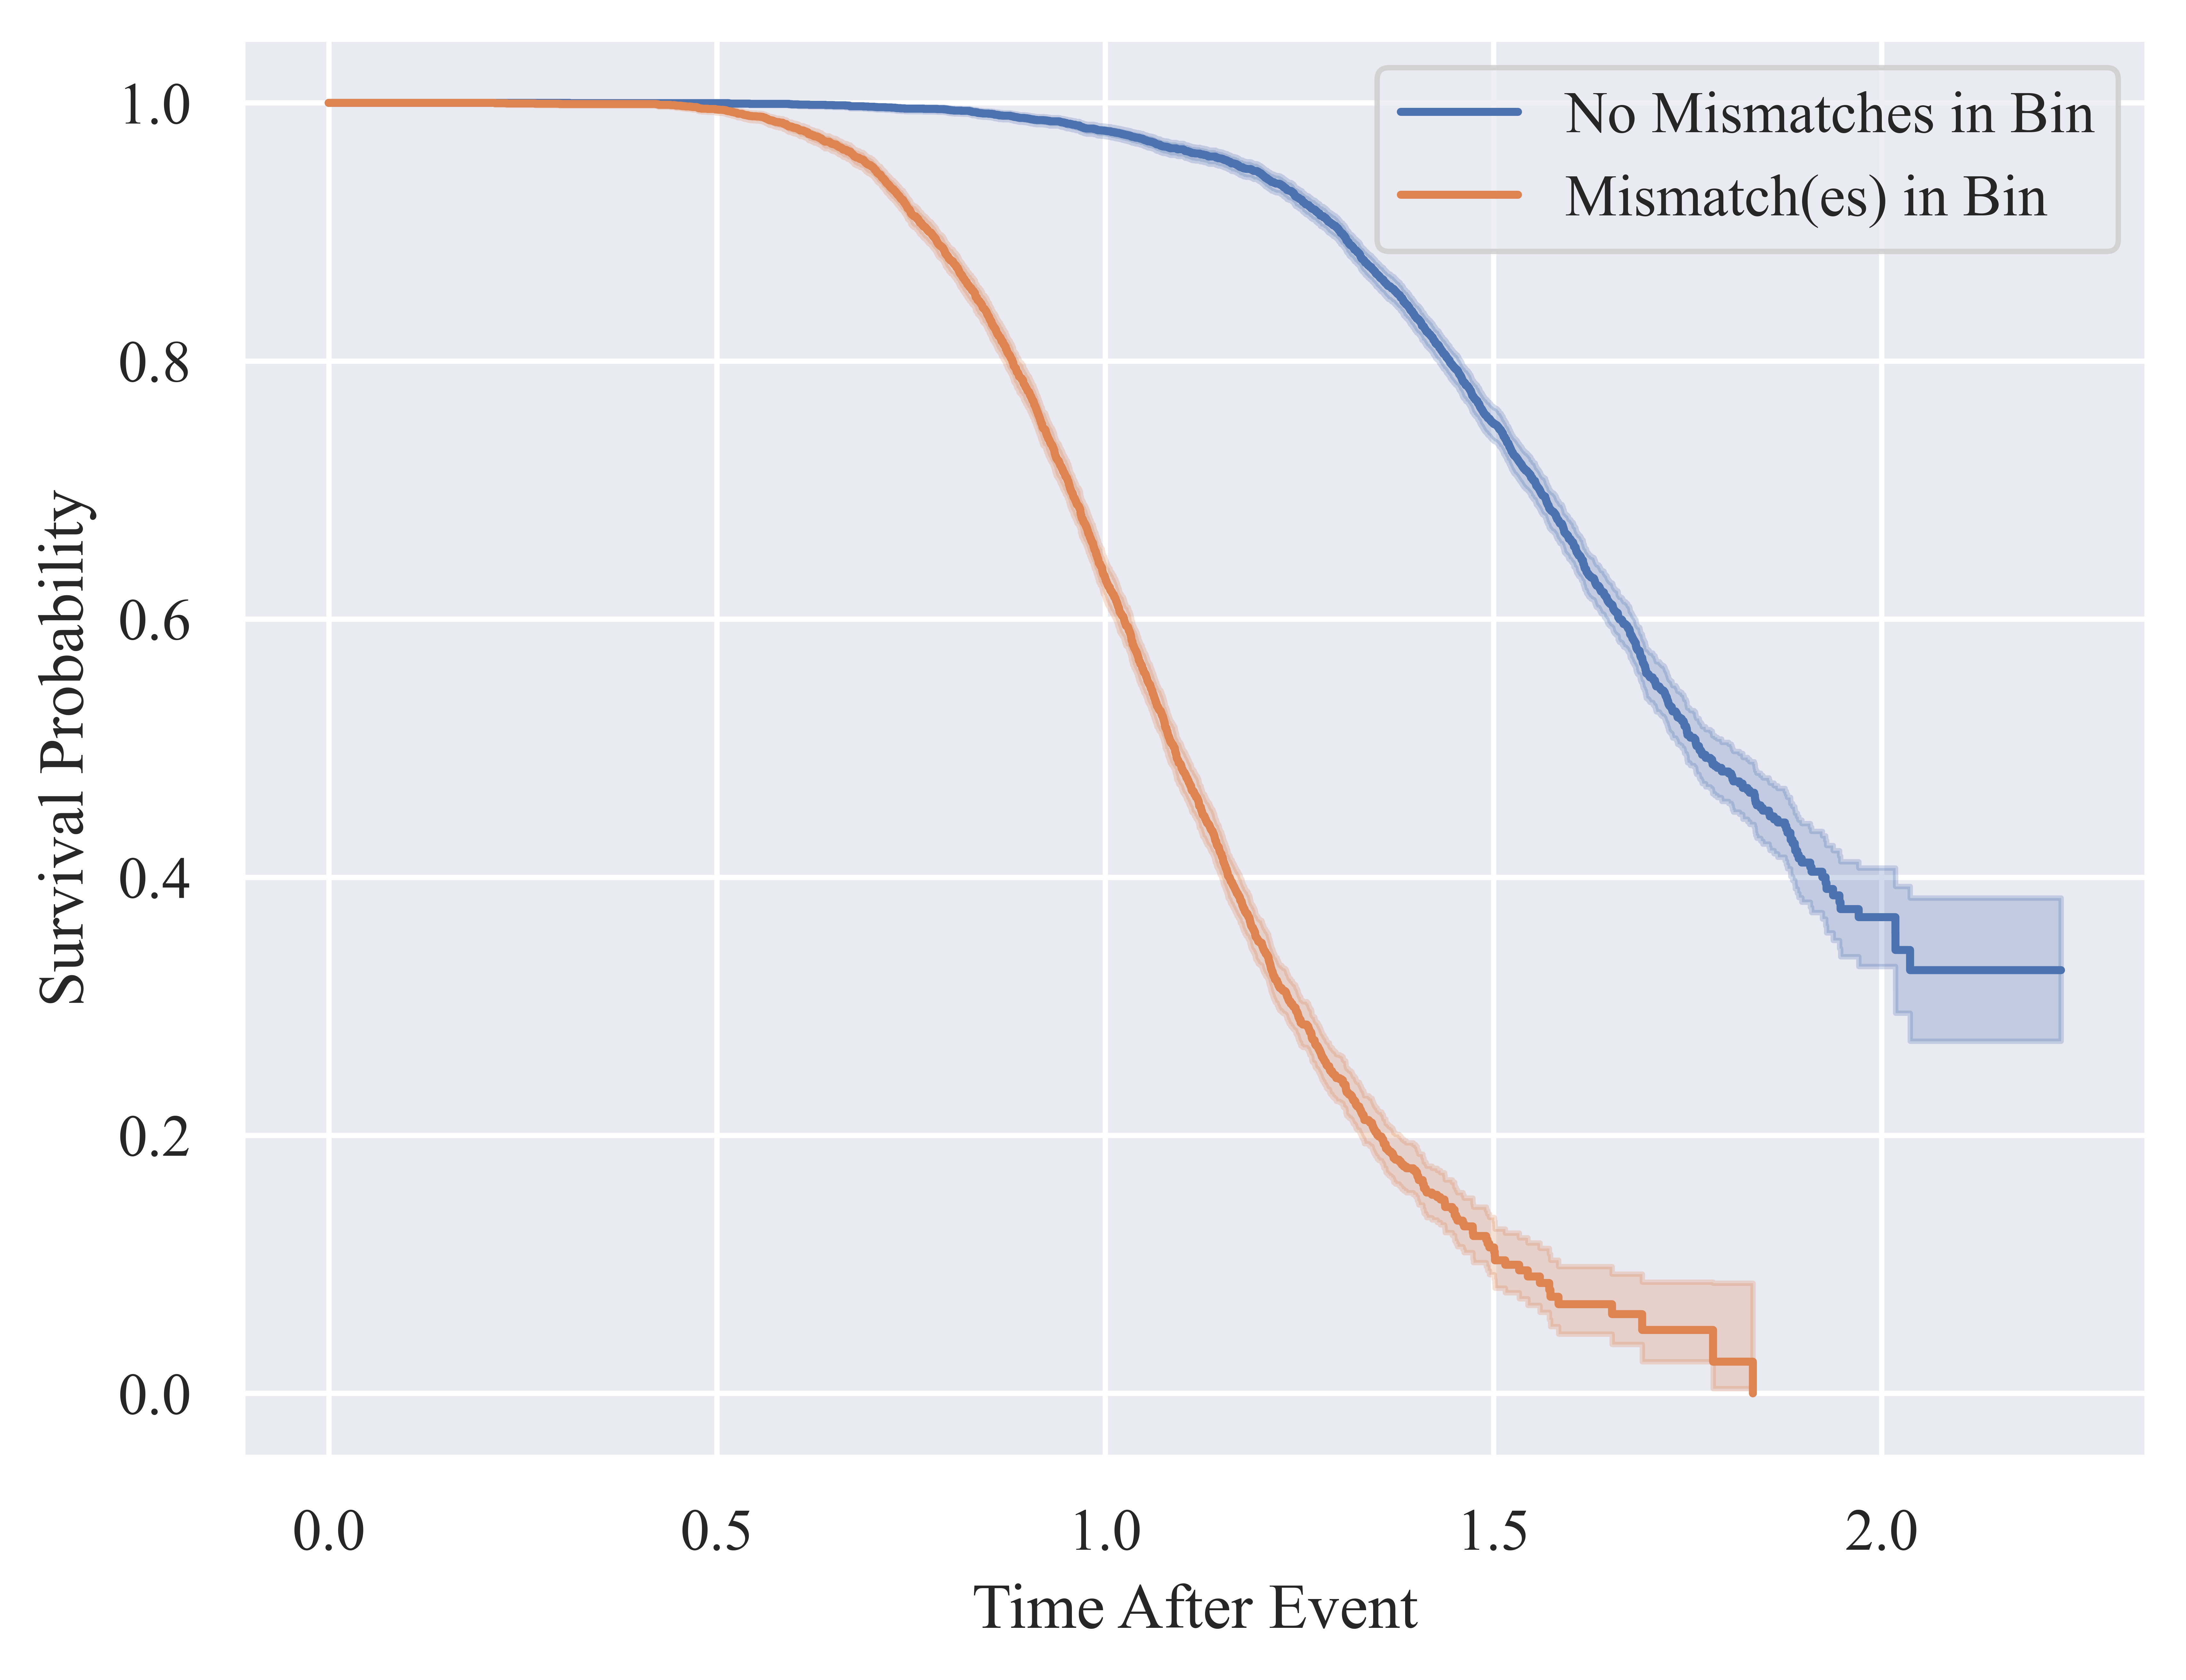 No Mismatches in Bin
Mismatch(es) in Bin
1.0
0.8
0.6
0.4
0.2
0.0
Survival Probability
0.0 0.5 1.0 1.5 2.0
Time After Event